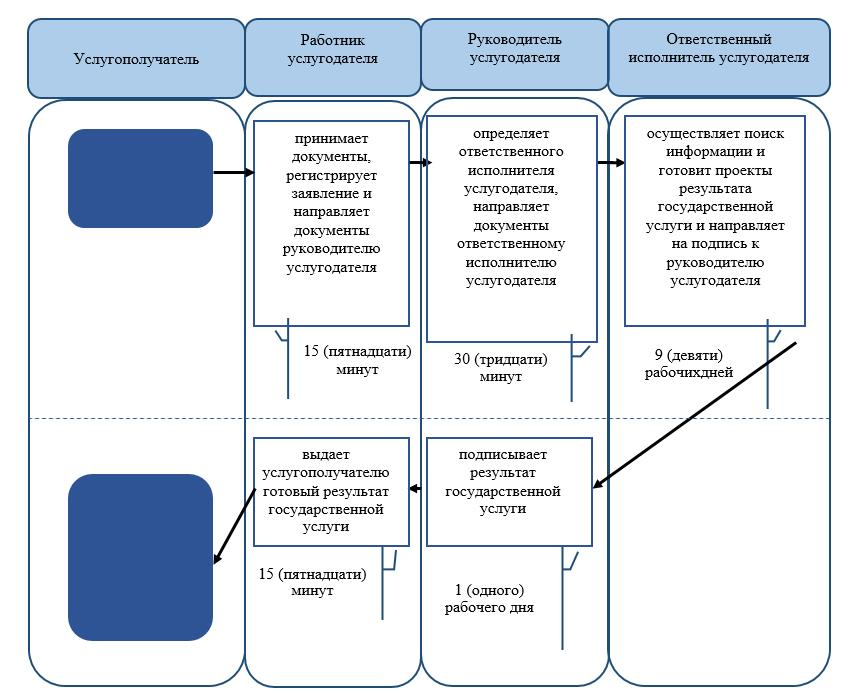 Услугополучатель
Работник
услугодателя
Руководитель
услугодателя
Ответственный
исполнитель услугодателя
принимает
документы,
регистрирует
заявление и
направляет
документы
руководителю
услугодателя
15 (пятнадцати)
минут
определяет
ответственного
исполнителя
услугодателя,
направляет
документы
ответственному
исполнителю
услугодателя
30 (тридцати)
минут
осуществляет поиск
информации и
готовит проекты
результата
государственной
услуги и направляет
на подпись к
руководителю
услугодателя
9 (девяти)
рабочихдней
выдает
услугополучателю
готовый результат
государственной
услуги
15 (пятнадцати)
минут
подписывает
результат
государственной
услуги
1 (одного)
рабочего дня